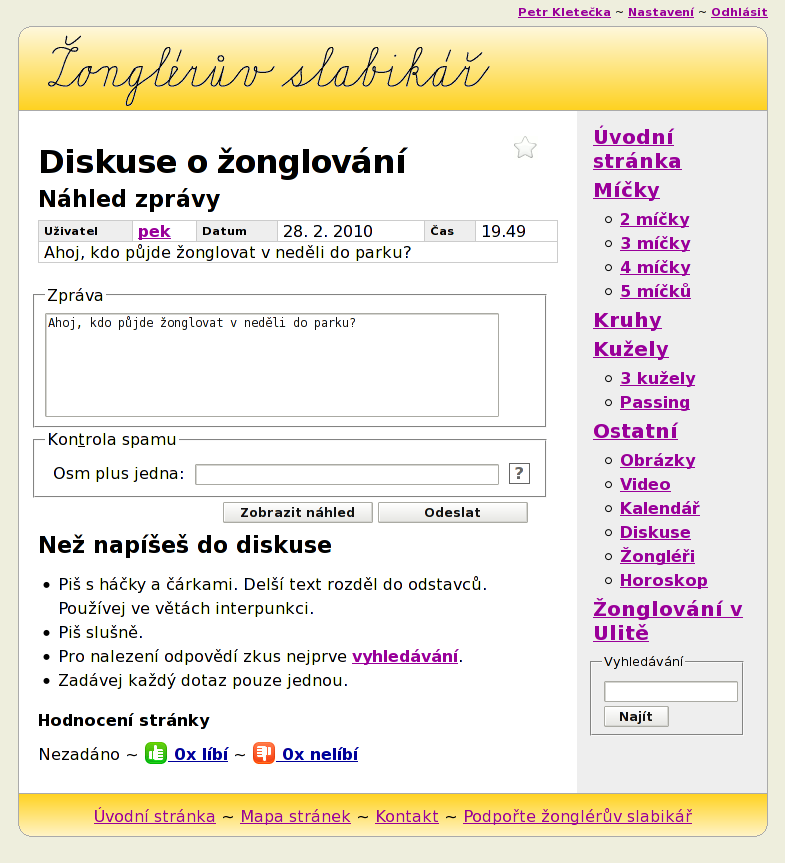 Petr Kletečka ~ Nastavení ~ Odhlásit
Žonglérův slabikář
Diskuse o žonglování
Náhled zprávy
Uživatel pek Datum 28. 2. 2010 Čas 19.49
Ahoj, kdo půjde žonglovat v neděli do parku?
Zpráva
Ahoj, kdo půjde žonglovat v neděli do parku?
Kontrola spamu
Osm plus jedna: ?
Zobrazit náhled Odeslat
Než napíšeš do diskuse
• Piš s háčky a čárkami. Delší text rozděl do odstavců.
Používej ve větách interpunkci.
• Piš slušně.
• Pro nalezení odpovědí zkus nejprve vyhledávání.
• Zadávej každý dotaz pouze jednou.
Hodnocení stránky
Nezadáno ~ 0x líbí ~ 0x nelíbí
Úvodní
stránka
Míčky
2 míčky
3 míčky
4 míčky
5 míčků
Kruhy
Kužely
3 kužely
Passing
Ostatní
Obrázky
Video
Kalendář
Diskuse
Žongléři
Horoskop
Žonglování v
Ulitě
Vyhledávání
Najít
Úvodní stránka ~ Mapa stránek ~ Kontakt ~ Podpořte žonglérův slabikář